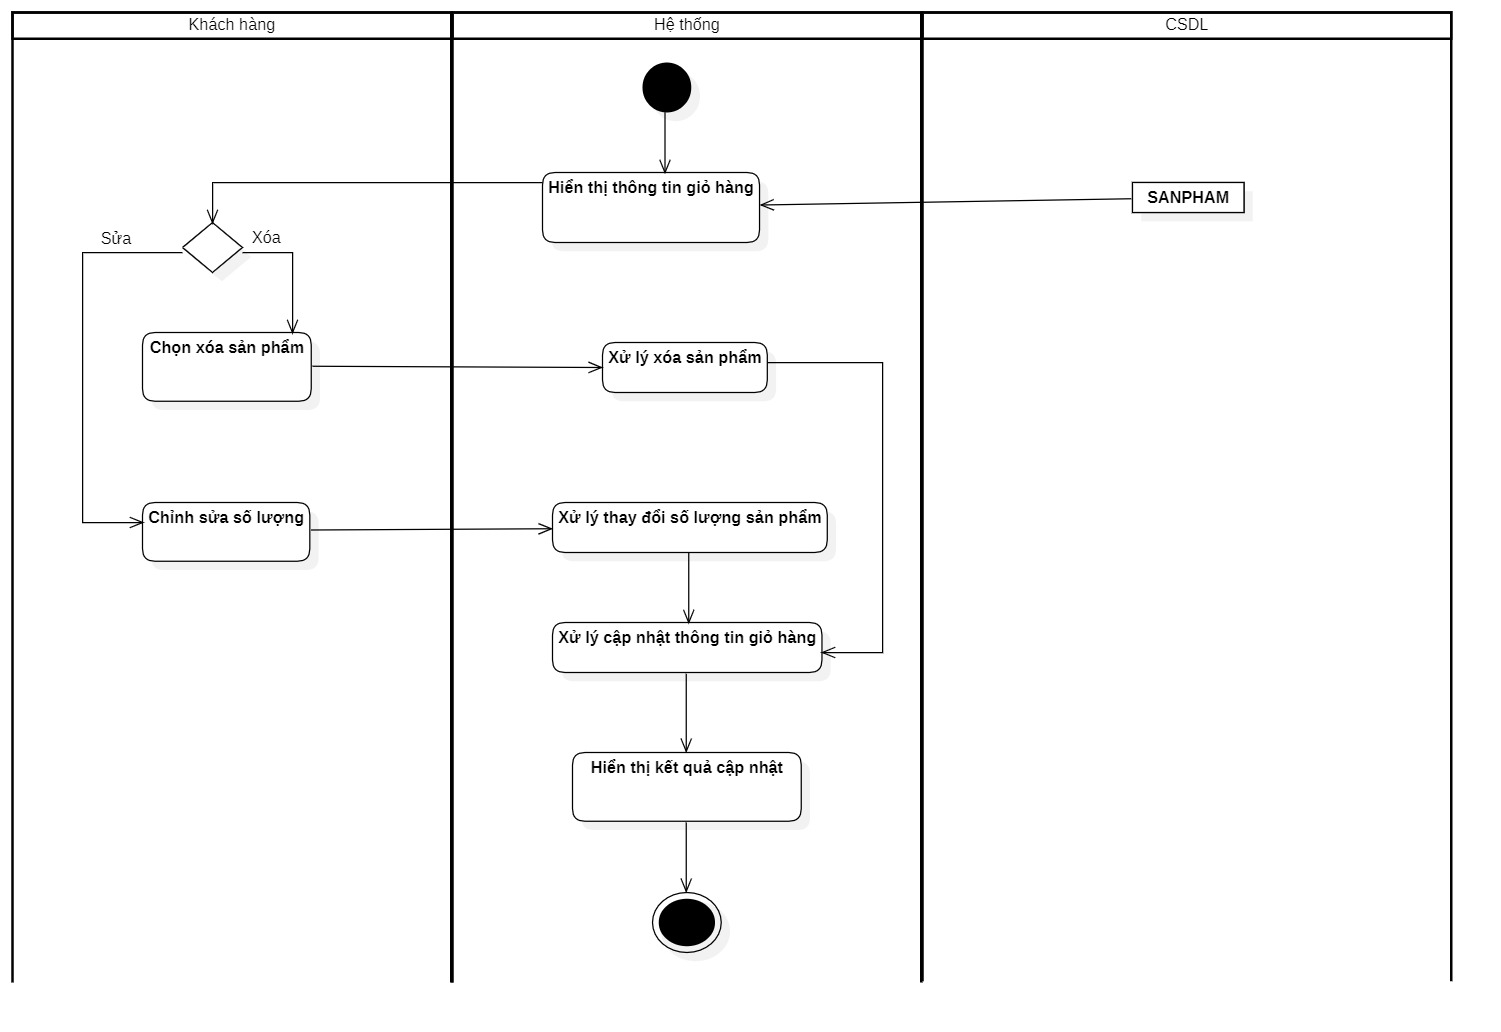 Khách hàng
Hệ thống
CSDL
Hiển thị thông tin giỏ hàng
SANPHAM
Sửa
Xóa
Chọn xóa sản phẩm
Xử lý xóa sản phẩm
Chỉnh sửa số lượng
Xử lý thay đổi số lượng sản phẩm
Xử lý cập nhật thông tin giỏ hàng
Hiển thị kết quả cập nhật